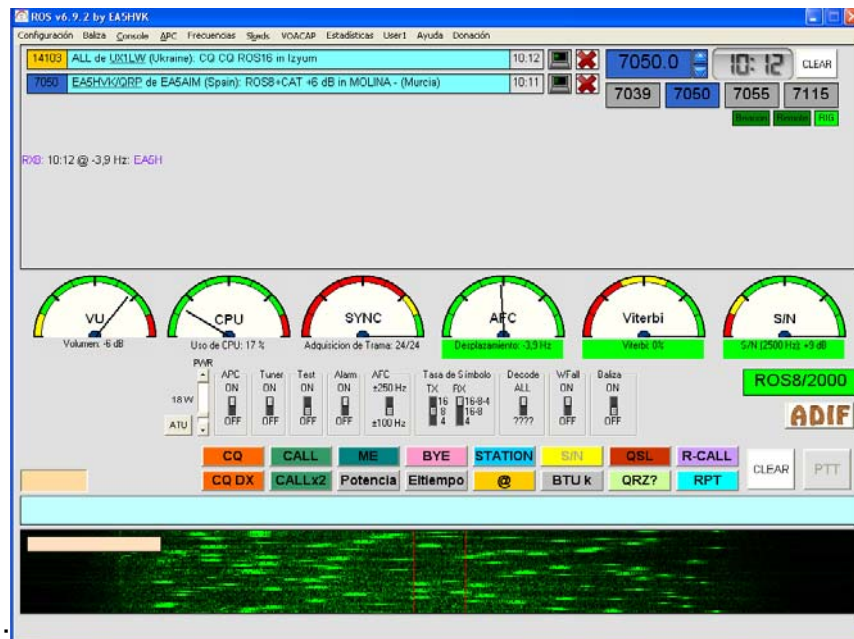 ROS v6.9.2 by EA5HVK
Configuración Baliza Console APC Frecuencias Skeds VOACAP Estadísticas User1 Ayuda Donación
14103 ALL de UX1LW (Ukraine): CQ CQ ROS16 in Izyum 10:12
7050 EA5HVK/QRP de EA5AIM (Spain): ROS8+CAT +6 dB in MOLINA - (Murcia) 10:11
7050.0 10:12 CLEAR
7039 7050 7055 7115
Remote RIG
RX8: 10:12 @ -3,9 Hz: EA5H
VU CPU SYNC AFC Viterbi S/N
Volumen: -6 dB Uso de CPU: 17 % Adquisicion de Trama: 24/24 Desplazamiento: -3,9 Hz Viterbi: 0% S/N (2500 Hz): +9 dB
PWR
18 W
ATU
APC Tuner Test Alarm AFC Tasa de Símbolo Decode WFall Baliza
ON ON ON ON ±250 Hz TX RX ALL ON ON
16 16-8-4
8 16-8
4 4
OFF OFF OFF OFF ±100 Hz ???? OFF OFF
ROS8/2000
ADIF
CQ CALL ME BYE STATION S/N QSL R-CALL
CQ DX CALLx2 Potencia Eltiempo @ BTU k QRZ? RPT
CLEAR PTT